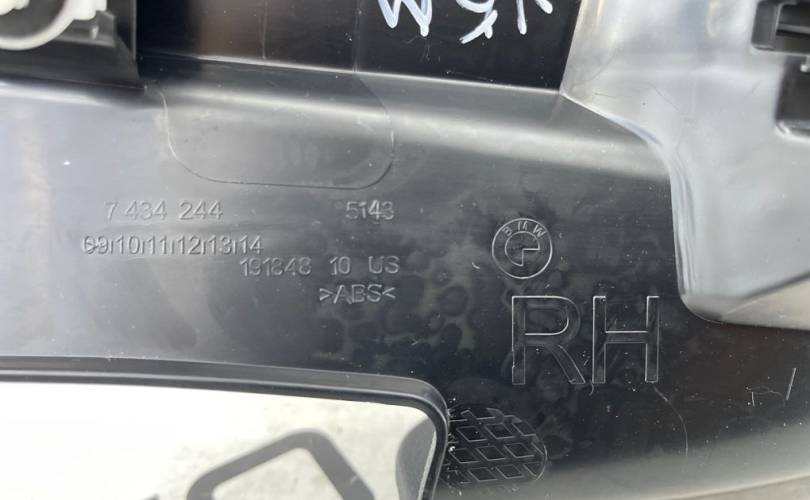 7 434 244 5143
09 10 11 12 13 14
191848 10 US
>ABS<
BMW
RH